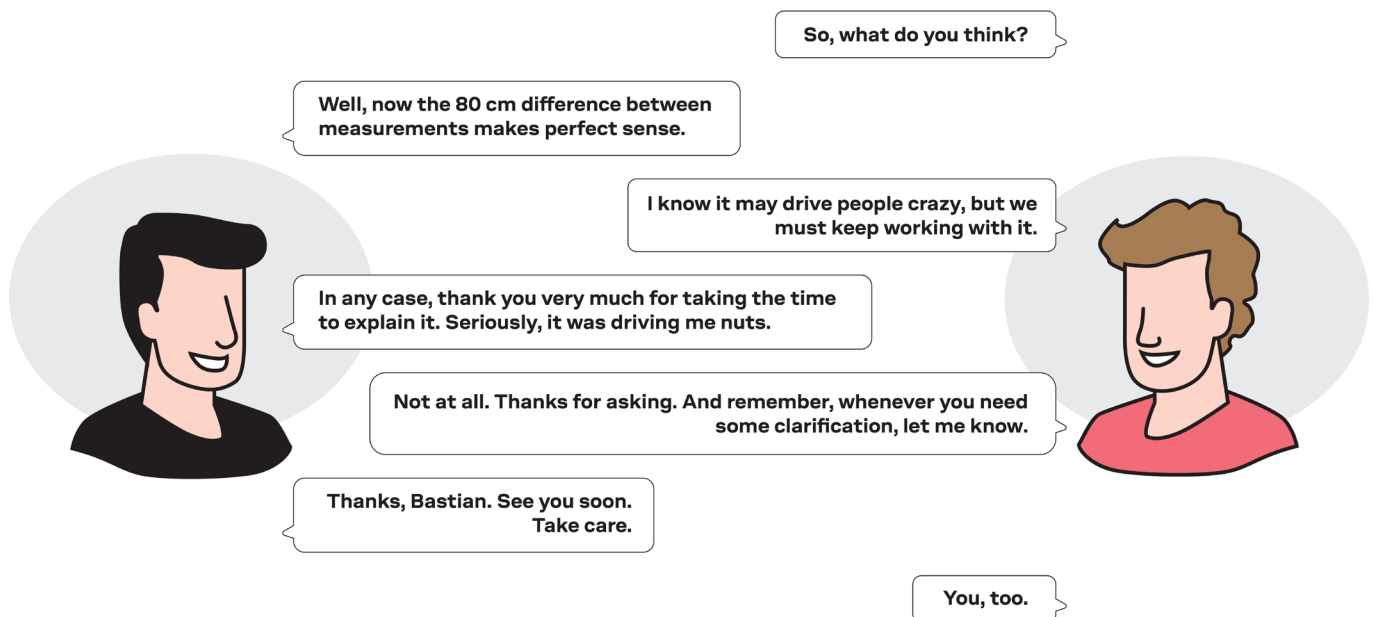 So, what do you think?
Well, now the 80 cm difference between
measurements makes perfect sense.
I know it may drive people crazy, but we
must keep working with it.
In any case, thank you very much for taking the time
to explain it. Seriously, it was driving me nuts.
Not at all. Thanks for asking. And remember, whenever you need
some clarification, let me know.
Thanks, Bastian. See you soon.
Take care.
You, too.